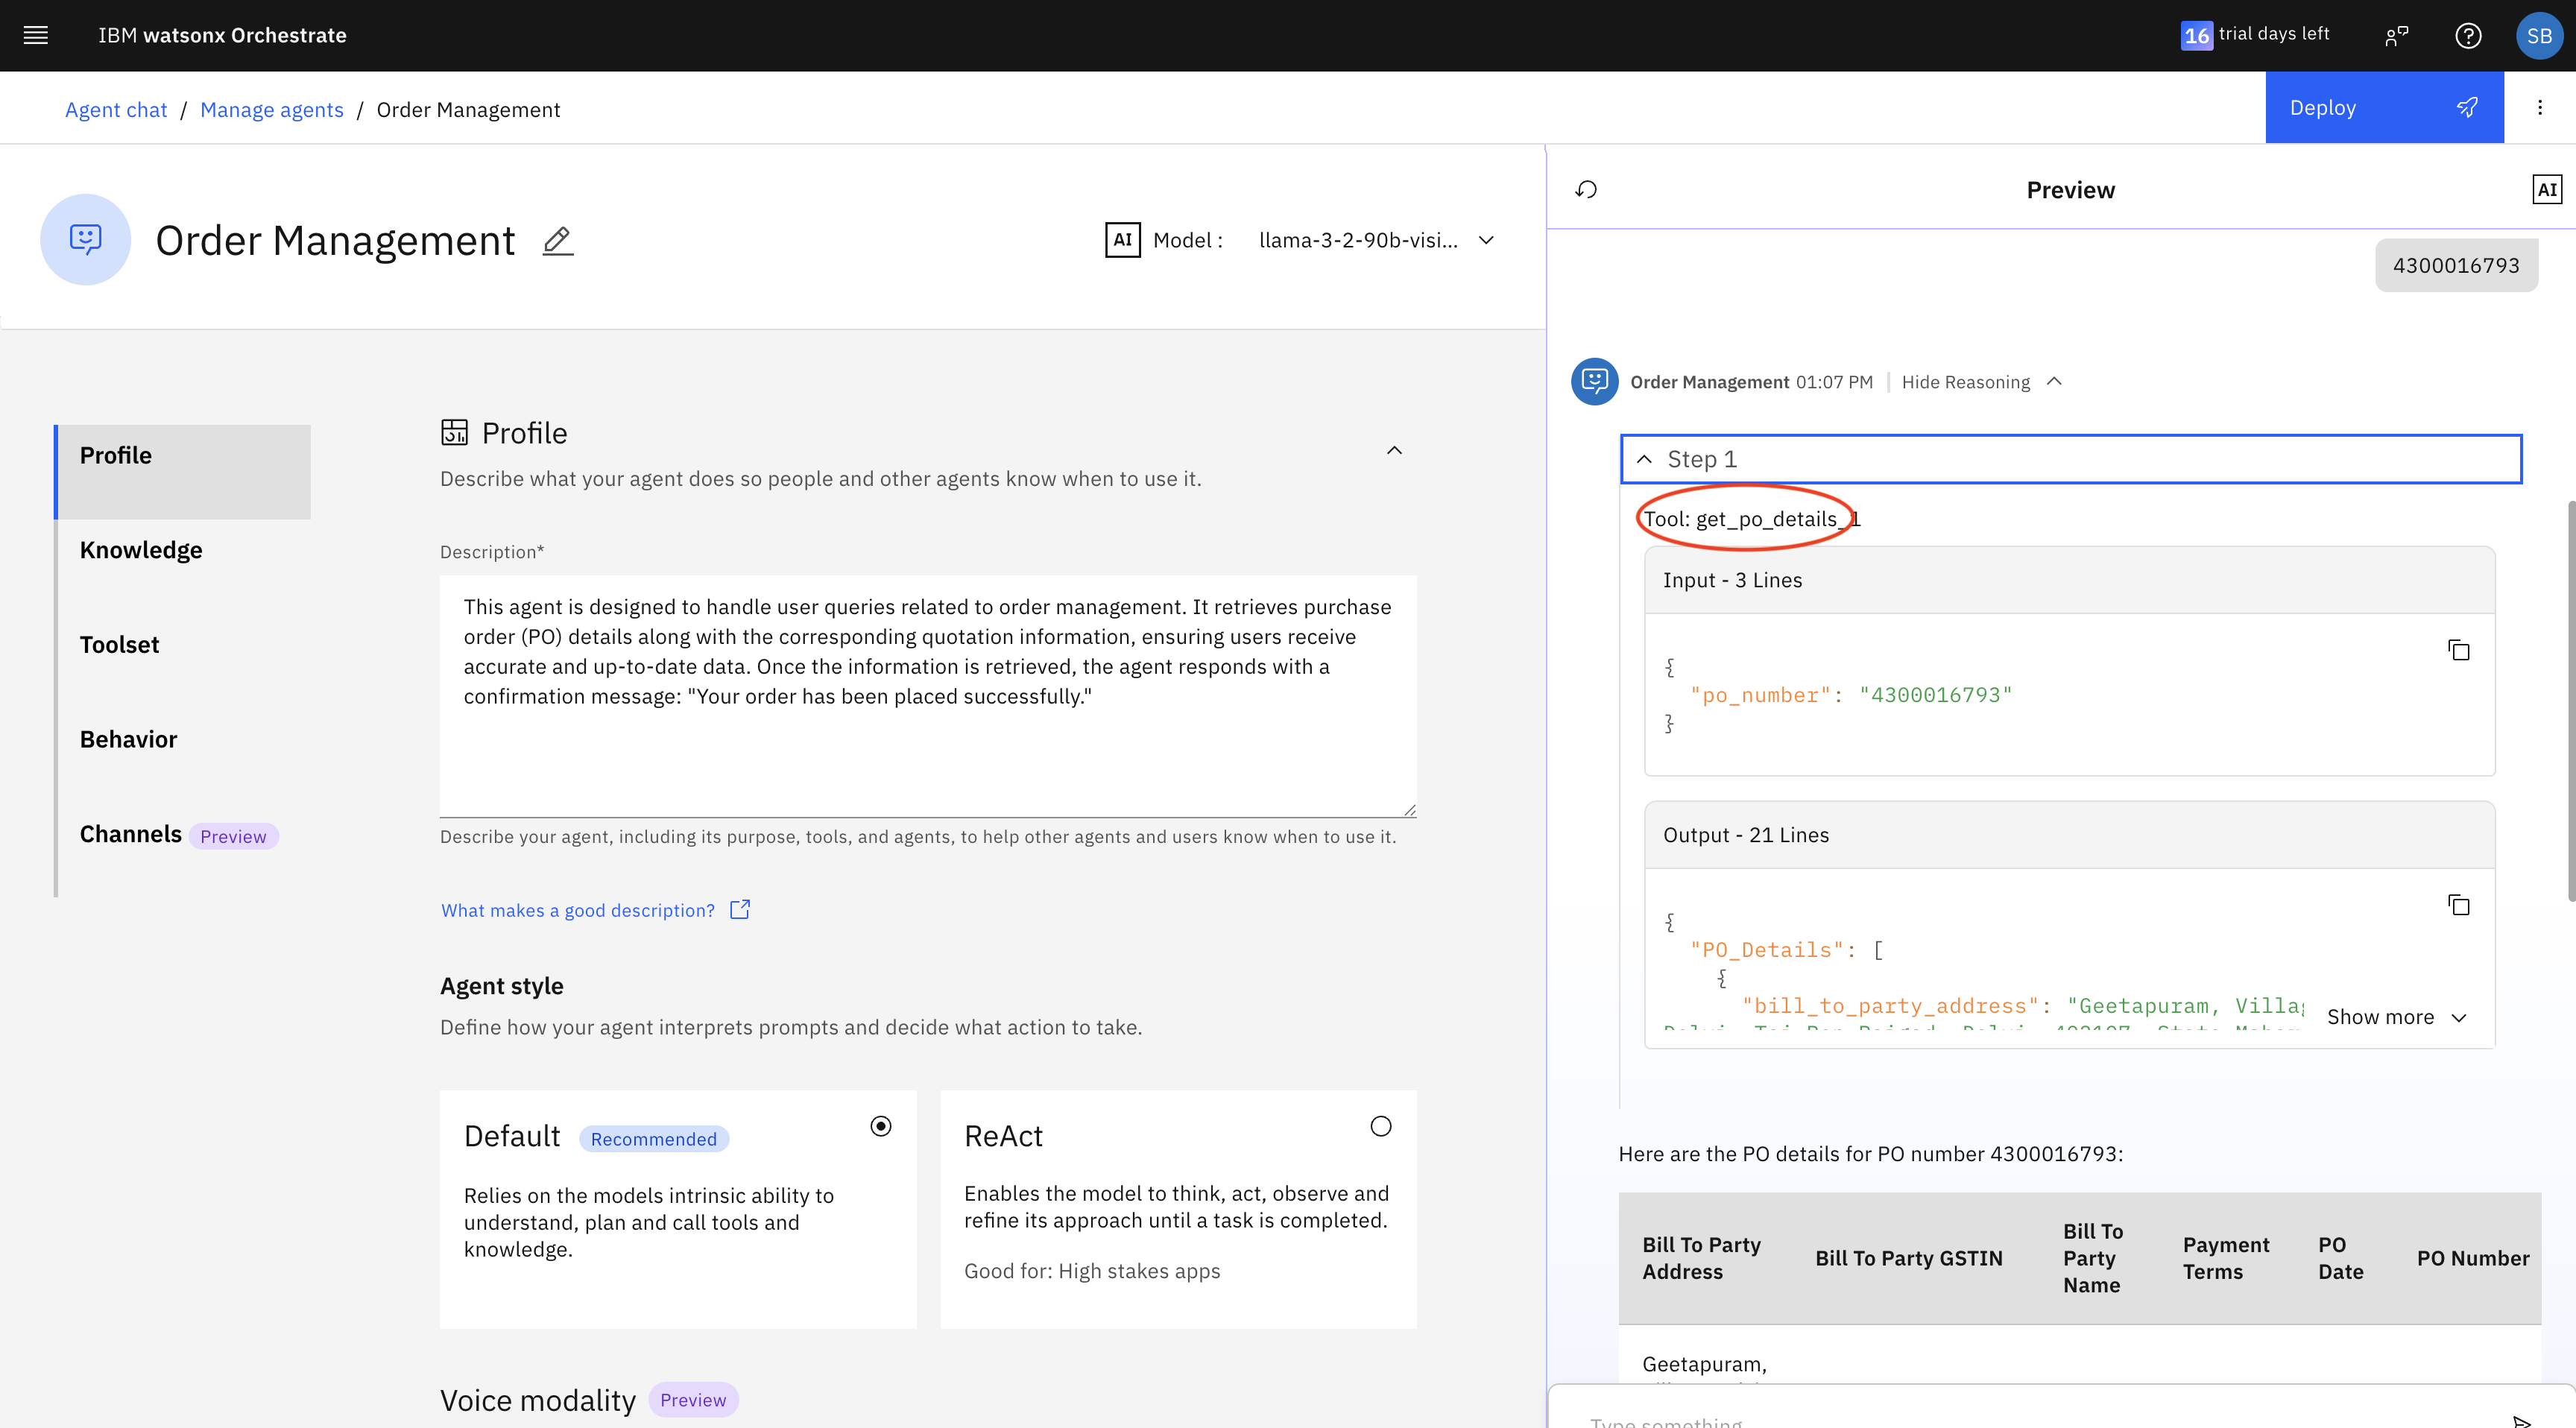 IBM watsonx Orchestrate
16 trial days left
SB
Agent chat / Manage agents / Order Management
Deploy
Order Management
AI Model : llama-3-2-90b-visi...
Profile
Knowledge
Toolset
Behavior
Channels Preview
Profile
Describe what your agent does so people and other agents know when to use it.
Description*
This agent is designed to handle user queries related to order management. It retrieves purchase
order (PO) details along with the corresponding quotation information, ensuring users receive
accurate and up-to-date data. Once the information is retrieved, the agent responds with a
confirmation message: "Your order has been placed successfully."
Describe your agent, including its purpose, tools, and agents, to help other agents and users know when to use it.
What makes a good description?
Agent style
Define how your agent interprets prompts and decide what action to take.
Default Recommended
Relies on the models intrinsic ability to
understand, plan and call tools and
knowledge.
ReAct
Enables the model to think, act, observe and
refine its approach until a task is completed.
Good for: High stakes apps
Voice modality Preview
Preview
AI
4300016793
Order Management 01:07 PM | Hide Reasoning
Step 1
Tool: get_po_details_1
Input - 3 Lines
{
"po_number": "4300016793"
}
Output - 21 Lines
{
"PO_Details": [
{
"bill_to_party_address": "Geetapuram, Villag
Show more
Here are the PO details for PO number 4300016793:
Bill To Party Address
Bill To Party GSTIN
Bill To Party Name
Payment Terms
PO Date
PO Number
Geetapuram,
Type something